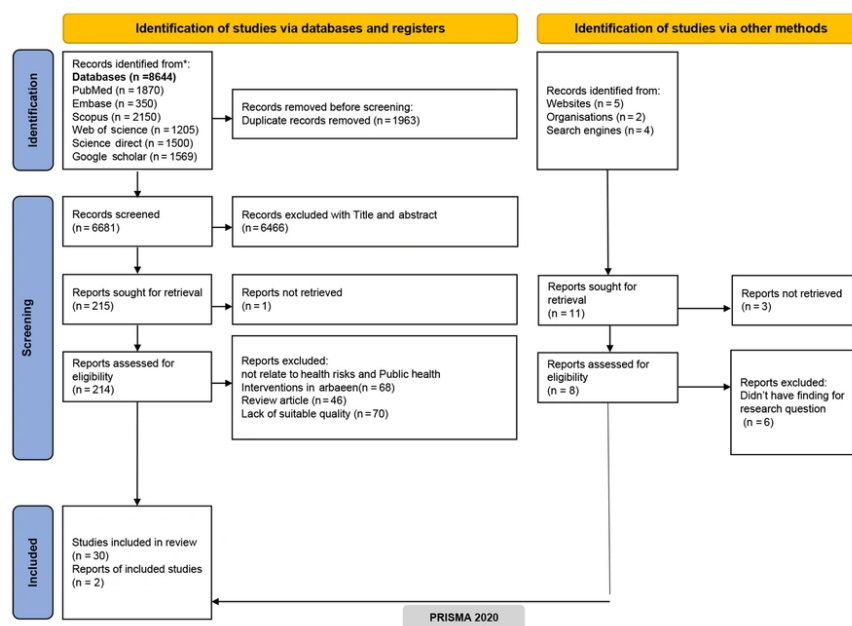 Identification of studies via databases and registers
Identification of studies via other methods
Identification
Records identified from*:
Databases (n =8644)
PubMed (n = 1870)
Embase (n = 350)
Scopus (n = 2150)
Web of science (n = 1205)
Science direct (n = 1500)
Google scholar (n = 1569)
Records removed before screening:
Duplicate records removed (n = 1963)
Records identified from:
Websites (n = 5)
Organisations (n = 2)
Search engines (n = 4)
Screening
Records screened
(n = 6681)
Records excluded with Title and abstract
(n = 6466)
Reports sought for retrieval
(n = 215)
Reports not retrieved
(n = 1)
Reports sought for
retrieval
(n = 11)
Reports not retrieved
(n = 3)
Reports assessed for
eligibility
(n = 214)
Reports excluded:
not relate to health risks and Public health
Interventions in arbaeen(n = 68)
Review article (n = 46)
Lack of suitable quality (n = 70)
Reports assessed for
eligibility
(n = 8)
Reports excluded:
Didn't have finding for
research question
(n = 6)
Included
Studies included in review
(n = 30)
Reports of included studies
(n = 2)
PRISMA 2020